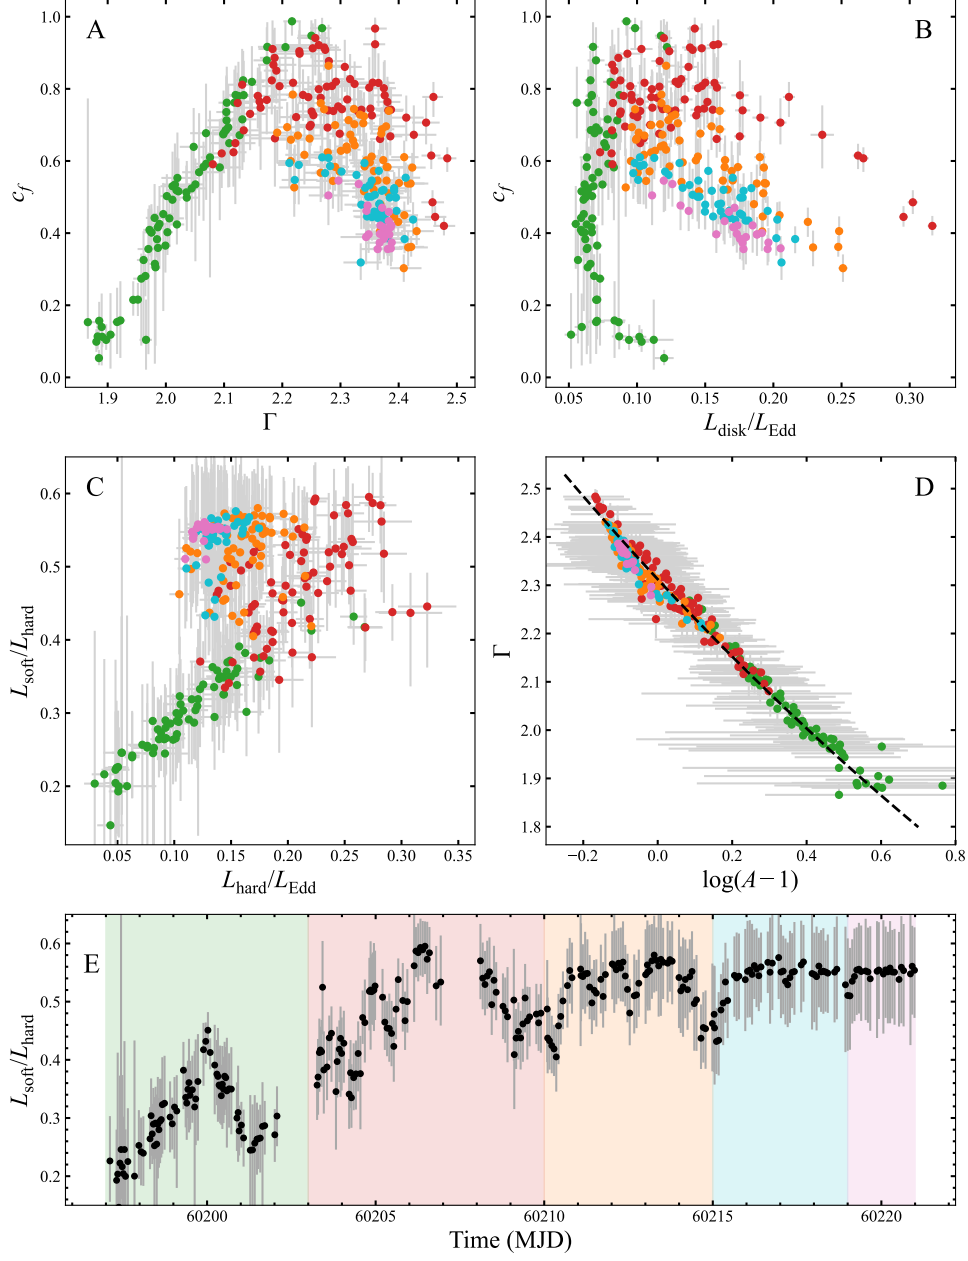 A
1.0
0.8
0.6
0.4
0.2
0.0
c_f
1.9 2.0 2.1 2.2 2.3 2.4 2.5
Γ
B
1.0
0.8
0.6
0.4
0.2
0.0
c_f
0.05 0.10 0.15 0.20 0.25 0.30
L_disk/L_Edd
C
0.6
0.5
0.4
0.3
0.2
L_soft/L_hard
0.05 0.10 0.15 0.20 0.25 0.30 0.35
L_hard/L_Edd
D
2.5
2.4
2.3
2.2
2.1
2.0
1.9
1.8
Γ
−0.2 0.0 0.2 0.4 0.6 0.8
log(A−1)
E
0.6
0.5
0.4
0.3
0.2
L_soft/L_hard
60200 60205 60210 60215 60220
Time (MJD)